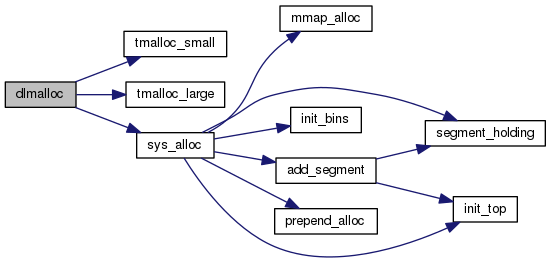 dlmalloc
tmalloc_small
tmalloc_large
sys_alloc
mmap_alloc
init_bins
add_segment
prepend_alloc
segment_holding
init_top